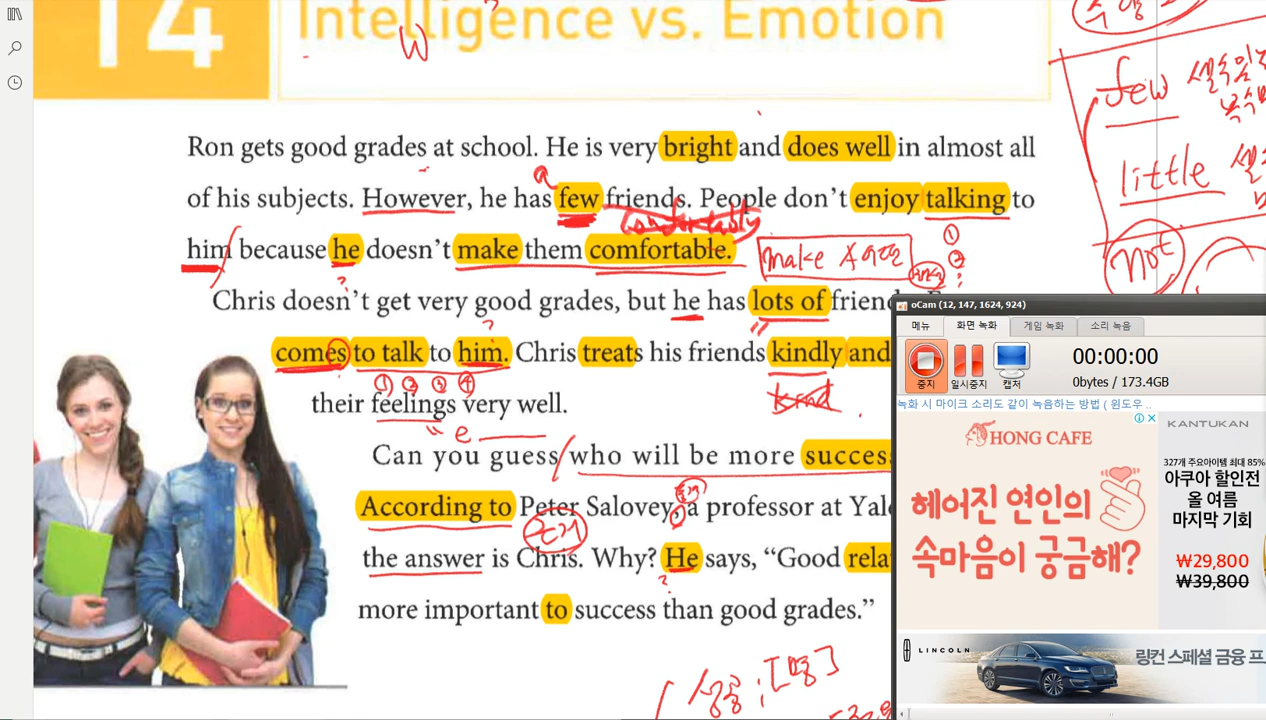 14
Intelligence vs. Emotion
W
Ron gets good grades at school. He is very bright and does well in almost all
a
of his subjects. However, he has few friends. People don't enjoy talking to
comfortably
him because he doesn't make them comfortable.
make
①
②
?
Chris doesn't get very good grades, but he has lots of friend
comes to talk to him. Chris treats his friends kindly and
① ② ③ ④
kind
their feelings very well.
e
Can you guess who will be more succes
According to Peter Salovey, a professor at Yal
the answer is Chris. Why? He says, “Good rela
?
more important to success than good grades.”
few
little
not
oCam (12, 147, 1624, 924)
메뉴 화면 녹화 게임 녹화 소리 녹음
00:00:00
중지 일시중지 캡처 0bytes / 173.4GB
녹화 시 마이크 소리도 같이 녹음하는 방법 ( 윈도우 ..
HONG CAFE
헤어진 연인의
속마음이 궁금해?
KANTUKAN
327개 주요아이템 최대 85%
아쿠아 할인전
올 여름
마지막 기회
₩29,800
₩39,800
LINCOLN
링컨 스페셜 금융 프